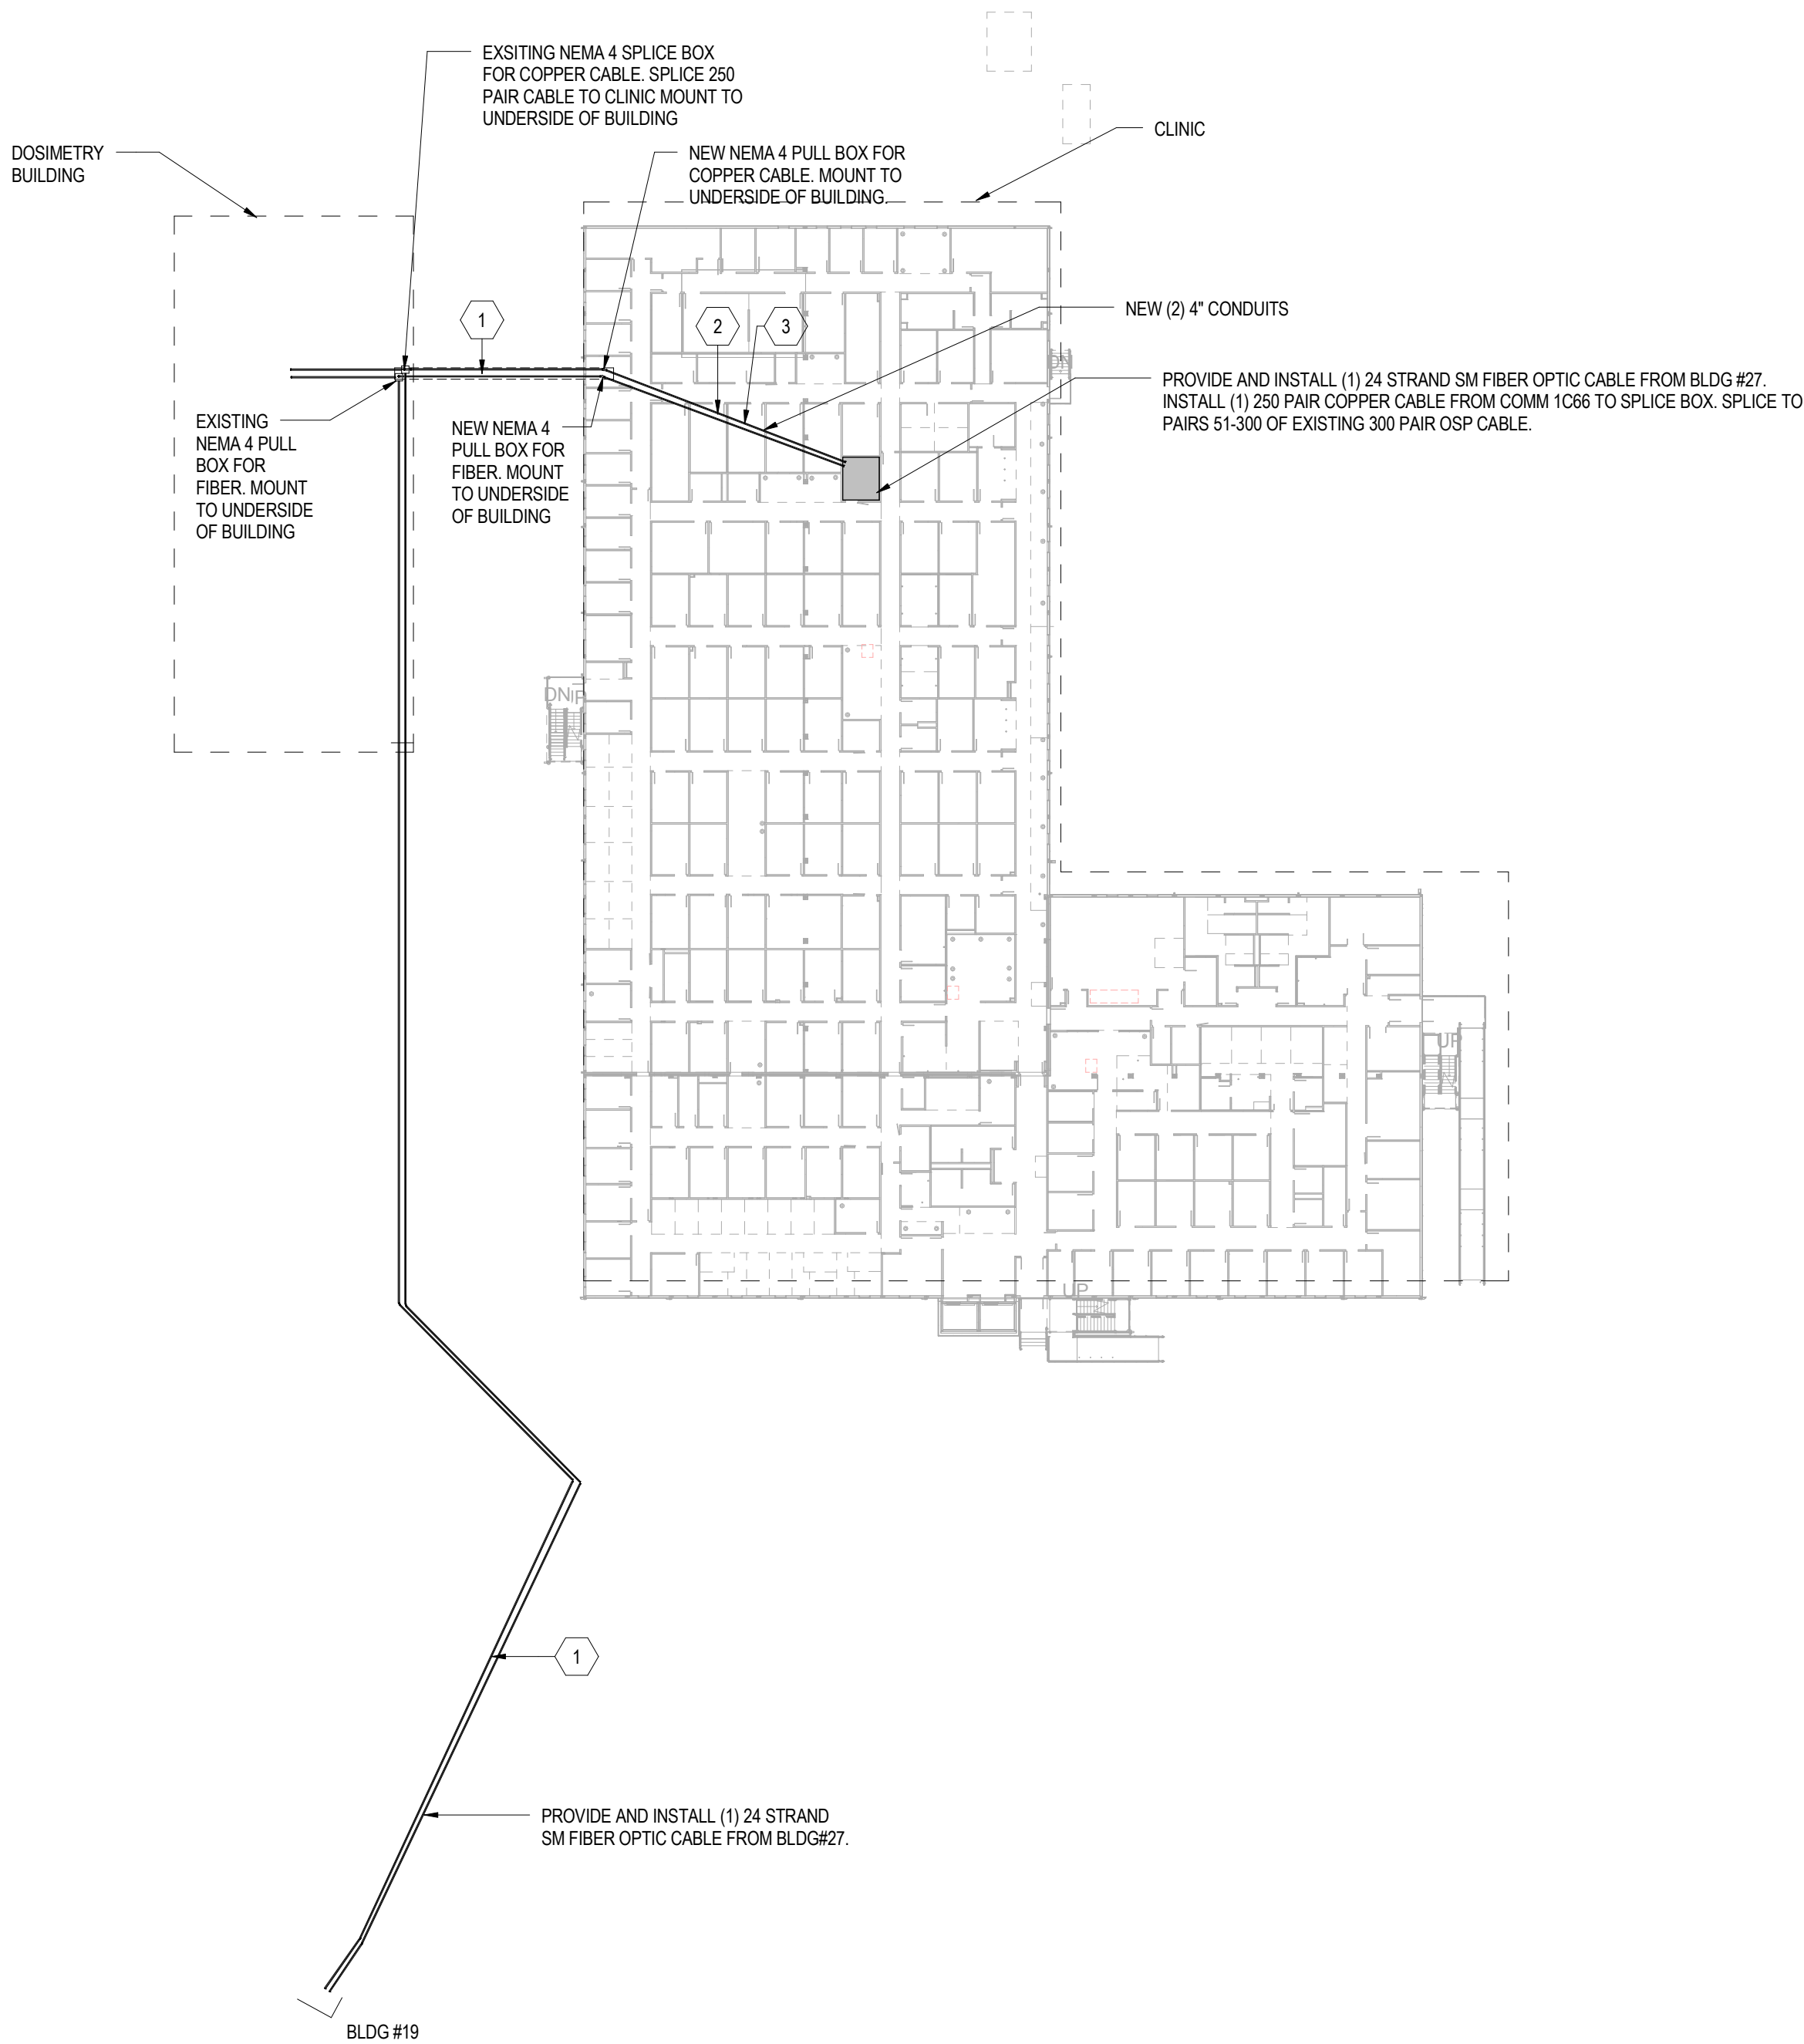 EXSITING NEMA 4 SPLICE BOX
FOR COPPER CABLE. SPLICE 250
PAIR CABLE TO CLINIC MOUNT TO
UNDERSIDE OF BUILDING
CLINIC
DOSIMETRY
BUILDING
NEW NEMA 4 PULL BOX FOR
COPPER CABLE. MOUNT TO
UNDERSIDE OF BUILDING.
1
2
3
NEW (2) 4" CONDUITS
DN
PROVIDE AND INSTALL (1) 24 STRAND SM FIBER OPTIC CABLE FROM BLDG #27.
INSTALL (1) 250 PAIR COPPER CABLE FROM COMM 1C66 TO SPLICE BOX. SPLICE TO
PAIRS 51-300 OF EXISTING 300 PAIR OSP CABLE.
EXISTING
NEMA 4 PULL
BOX FOR
FIBER. MOUNT
TO UNDERSIDE
OF BUILDING
NEW NEMA 4
PULL BOX FOR
FIBER. MOUNT
TO UNDERSIDE
OF BUILDING
DN
UP
UP
1
PROVIDE AND INSTALL (1) 24 STRAND
SM FIBER OPTIC CABLE FROM BLDG#27.
BLDG #19